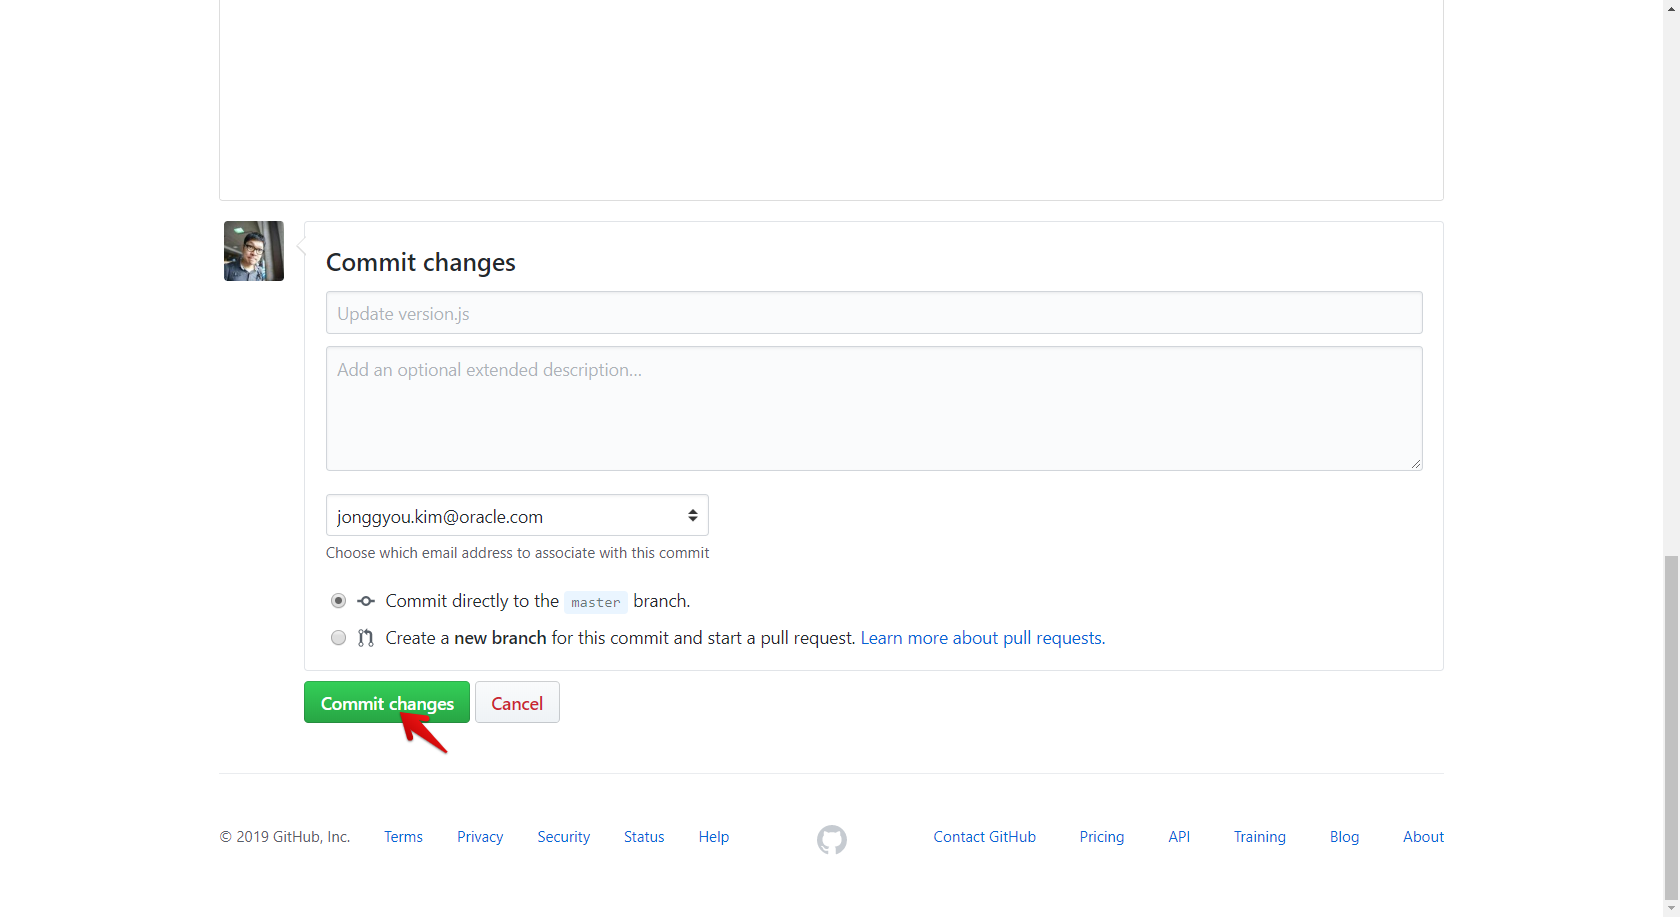 Commit changes
Update version.js
Add an optional extended description...
jonggyou.kim@oracle.com
Choose which email address to associate with this commit
Commit directly to the master branch.
Create a new branch for this commit and start a pull request. Learn more about pull requests.
Commit changes Cancel
© 2019 GitHub, Inc. Terms Privacy Security Status Help Contact GitHub Pricing API Training Blog About